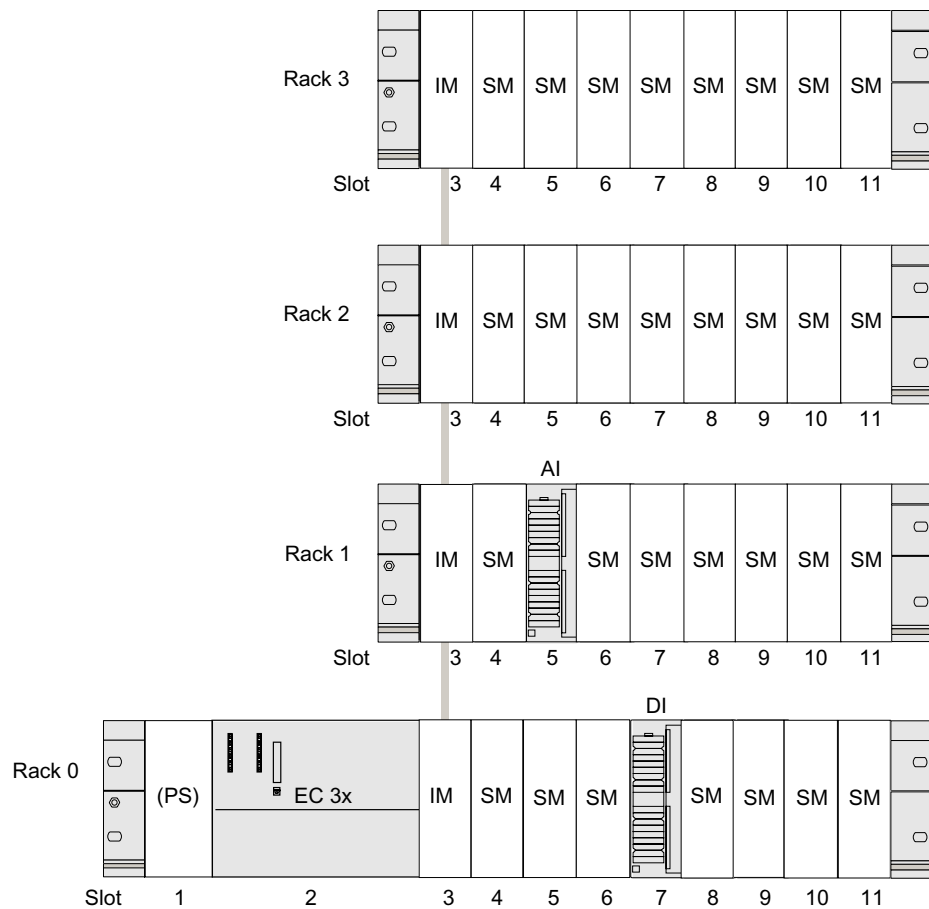 Rack 3
IM SM SM SM SM SM SM SM SM
Slot 3 4 5 6 7 8 9 10 11
Rack 2
IM SM SM SM SM SM SM SM SM
Slot 3 4 5 6 7 8 9 10 11
AI
Rack 1
IM SM SM SM SM SM SM SM
Slot 3 4 5 6 7 8 9 10 11
DI
Rack 0
(PS) EC 3x IM SM SM SM SM SM SM SM
Slot 1 2 3 4 5 6 7 8 9 10 11